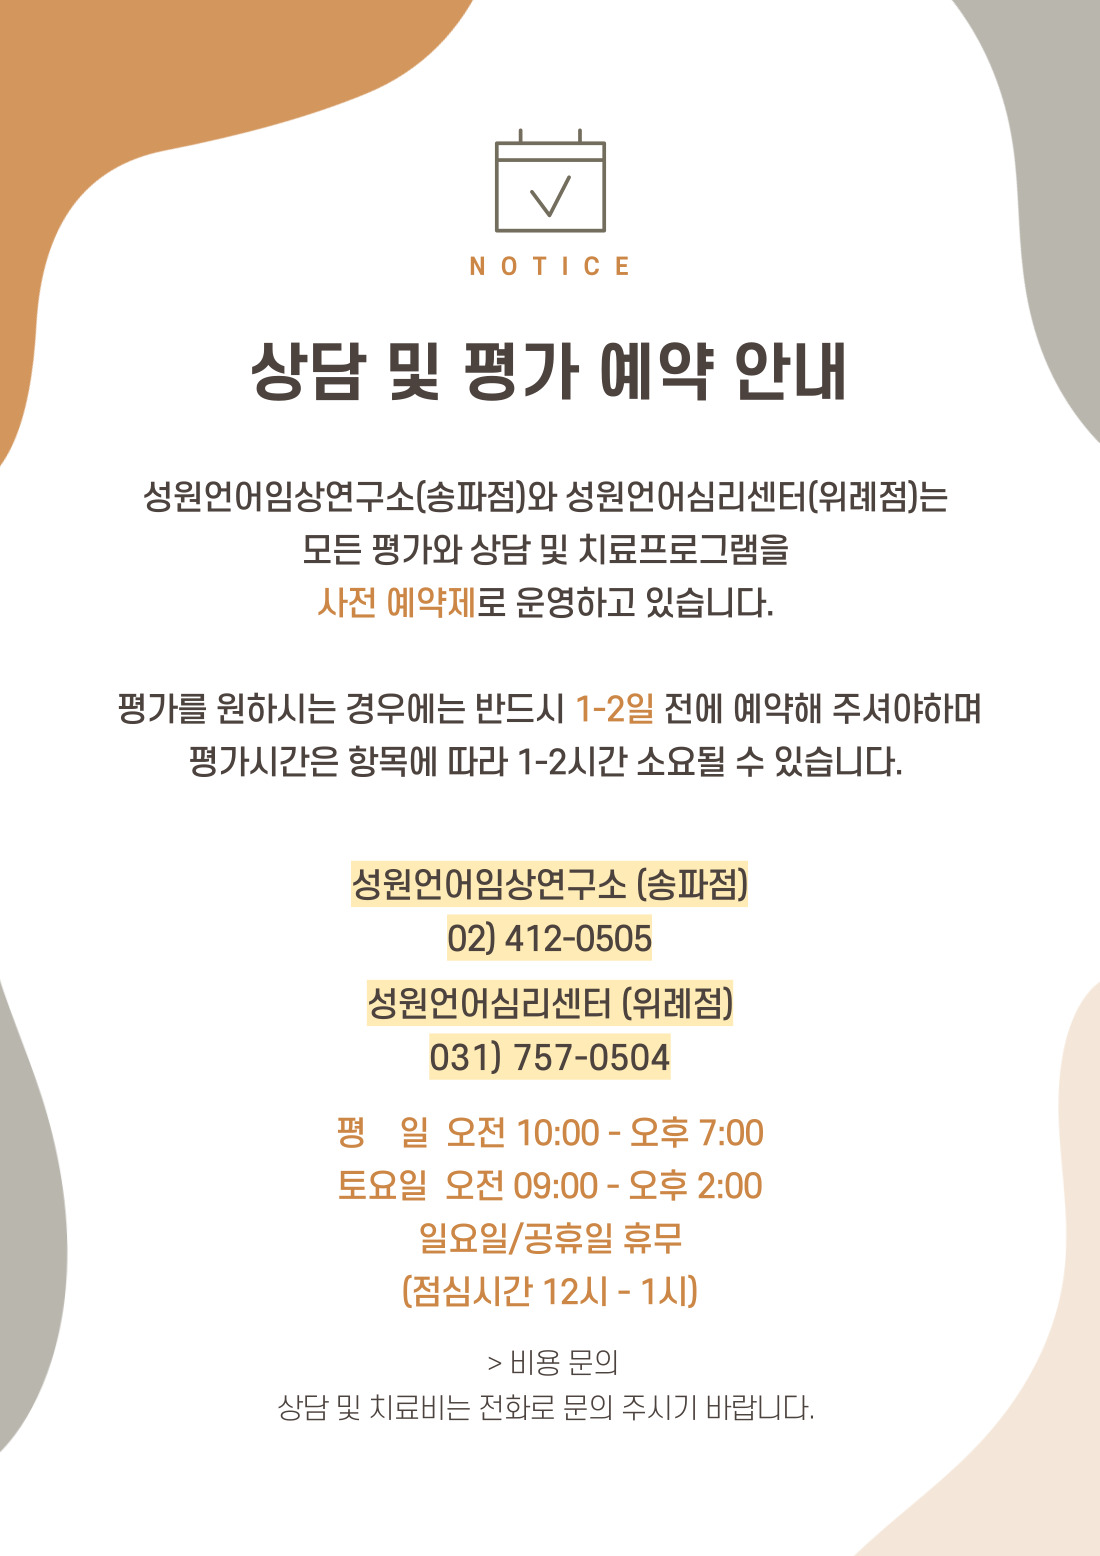 NOTICE
상담 및 평가 예약 안내
성원언어임상연구소(송파점)와 성원언어심리센터(위례점)는
모든 평가와 상담 및 치료프로그램을
사전 예약제로 운영하고 있습니다.
평가를 원하시는 경우에는 반드시 1-2일 전에 예약해 주셔야하며
평가시간은 항목에 따라 1-2시간 소요될 수 있습니다.
성원언어임상연구소 (송파점)
02) 412-0505
성원언어심리센터 (위례점)
031) 757-0504
평 일 오전 10:00 - 오후 7:00
토요일 오전 09:00 - 오후 2:00
일요일/공휴일 휴무
(점심시간 12시 - 1시)
> 비용 문의
상담 및 치료비는 전화로 문의 주시기 바랍니다.